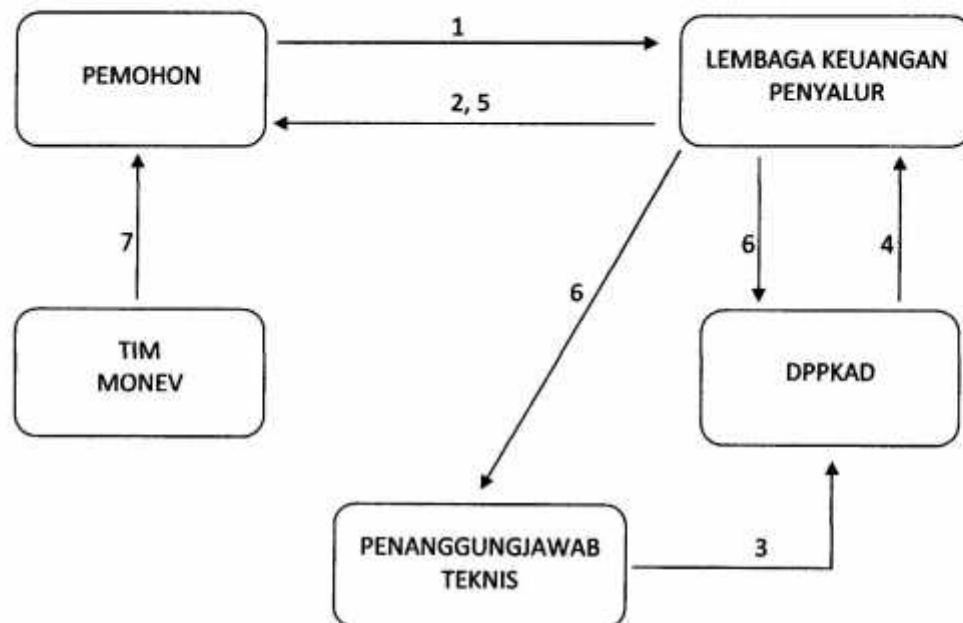 1
PEMOHON
LEMBAGA KEUANGAN
PENYALUR
2, 5
7
6
6
4
TIM
MONEV
DPPKAD
PENANGGUNGJAWAB
TEKNIS
3